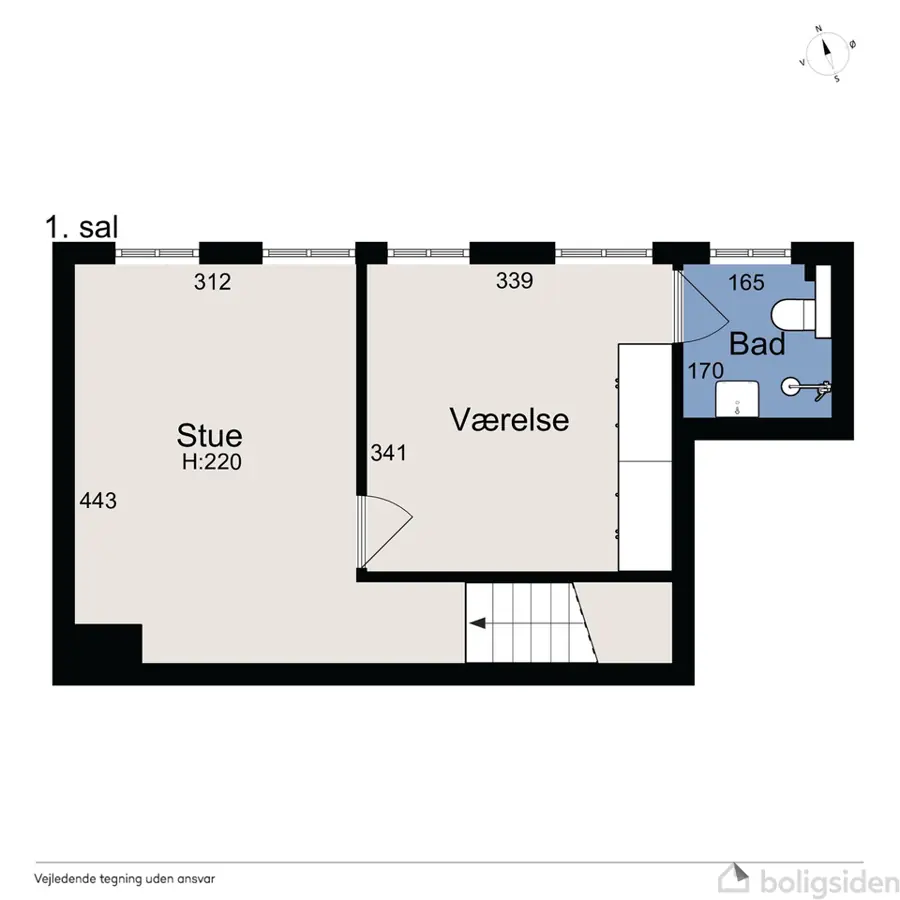 N
Ø
V
S
1. sal
312
339
165
Bad
170
Værelse
Stue
H:220
341
443
Vejledende tegning uden ansvar
boligsiden